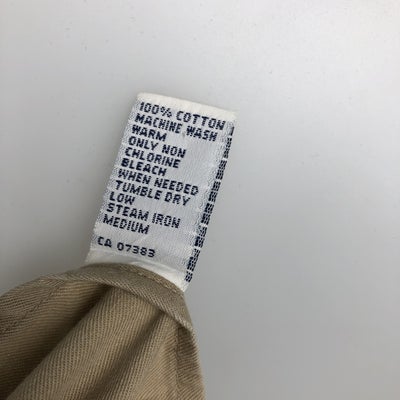 100% COTTON
MACHINE WASH
WARM
ONLY NON
CHLORINE
BLEACH
WHEN NEEDED
TUMBLE DRY
LOW
STEAM IRON
MEDIUM
CA 07383